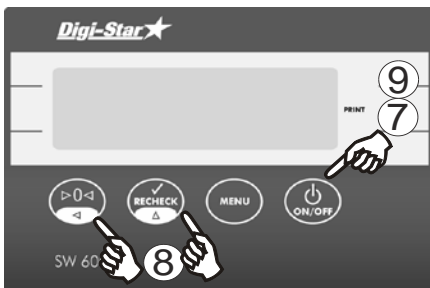 Digi-Star
9
PRINT
7
▷0◁
RECHECK
MENU
ON/OFF
SW 60
8